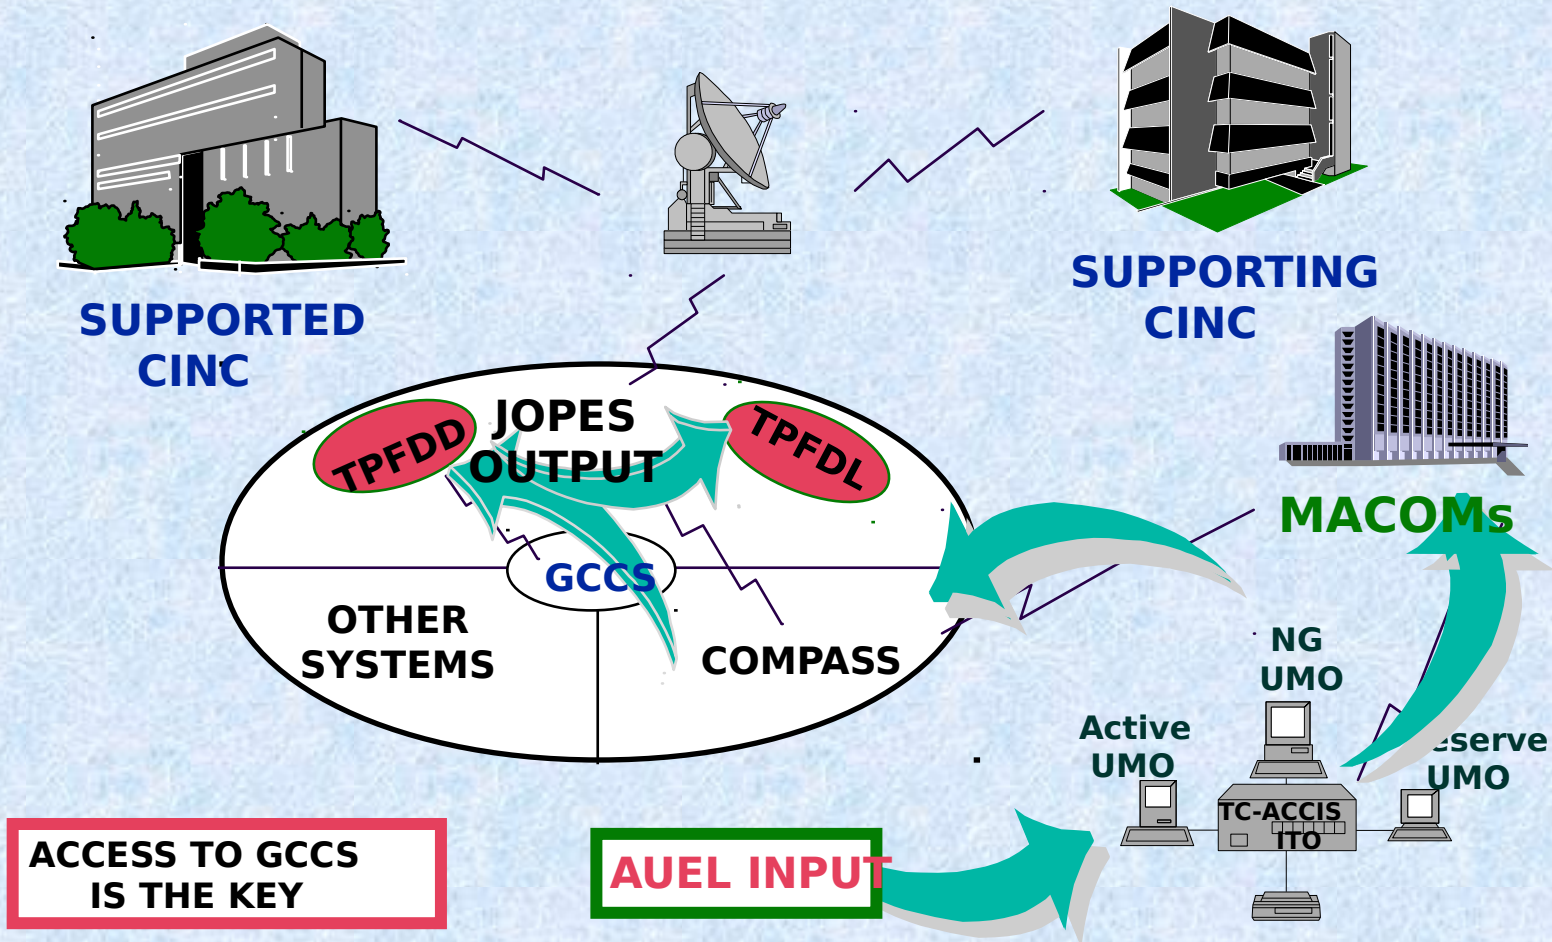 SUPPORTED
CINC
SUPPORTING
CINC
MACOMs
JOPES
OUTPUT
TPFDD
TPFDL
GCCS
OTHER
SYSTEMS
COMPASS
NG
UMO
Active
UMO
eserve
UMO
TC-ACCIS
ITO
ACCESS TO GCCS
IS THE KEY
AUEL INPUT